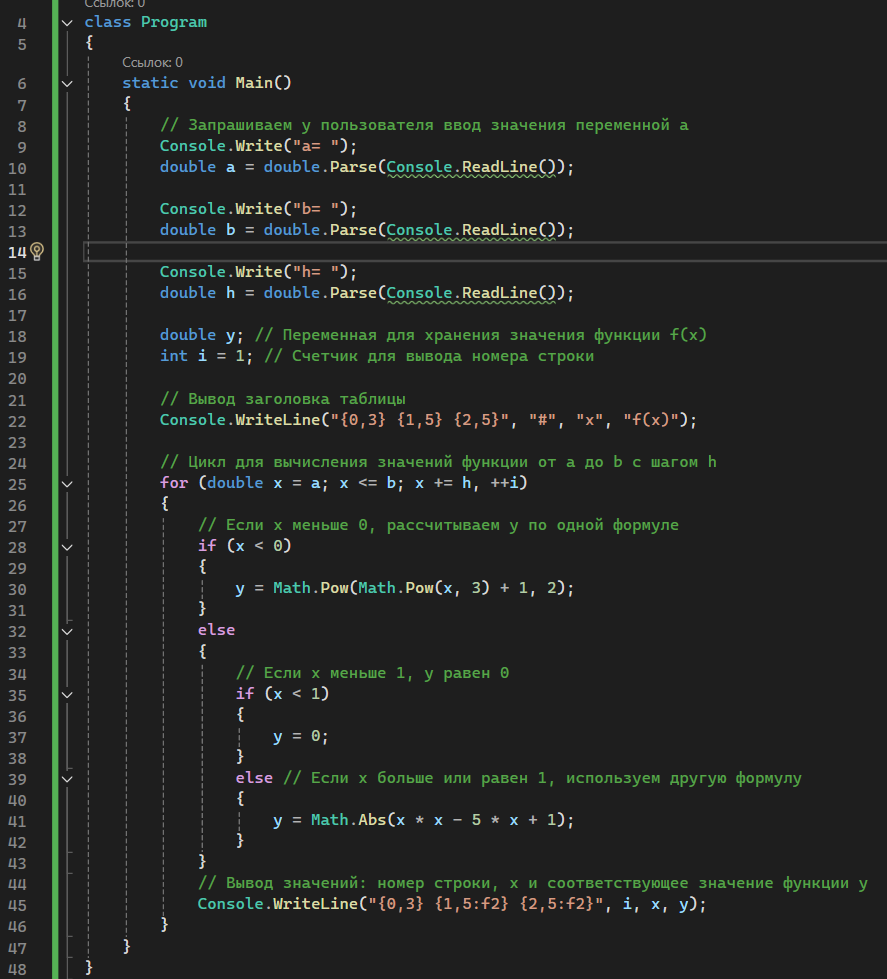 Ссылок: 0
4 class Program
5 {
Ссылок: 0
6 static void Main()
7 {
8 // Запрашиваем у пользователя ввод значения переменной a
9 Console.Write("a= ");
10 double a = double.Parse(Console.ReadLine());
11
12 Console.Write("b= ");
13 double b = double.Parse(Console.ReadLine());
14
15 Console.Write("h= ");
16 double h = double.Parse(Console.ReadLine());
17
18 double y; // Переменная для хранения значения функции f(x)
19 int i = 1; // Счетчик для вывода номера строки
20
21 // Вывод заголовка таблицы
22 Console.WriteLine("{0,3} {1,5} {2,5}", "#", "x", "f(x)");
23
24 // Цикл для вычисления значений функции от a до b с шагом h
25 for (double x = a; x <= b; x += h, ++i)
26 {
27 // Если x меньше 0, рассчитываем y по одной формуле
28 if (x < 0)
29 {
30 y = Math.Pow(Math.Pow(x, 3) + 1, 2);
31 }
32 else
33 {
34 // Если x меньше 1, y равен 0
35 if (x < 1)
36 {
37 y = 0;
38 }
39 else // Если x больше или равен 1, используем другую формулу
40 {
41 y = Math.Abs(x * x - 5 * x + 1);
42 }
43 }
44 // Вывод значений: номер строки, x и соответствующее значение функции y
45 Console.WriteLine("{0,3} {1,5:f2} {2,5:f2}", i, x, y);
46 }
47 }
48 }